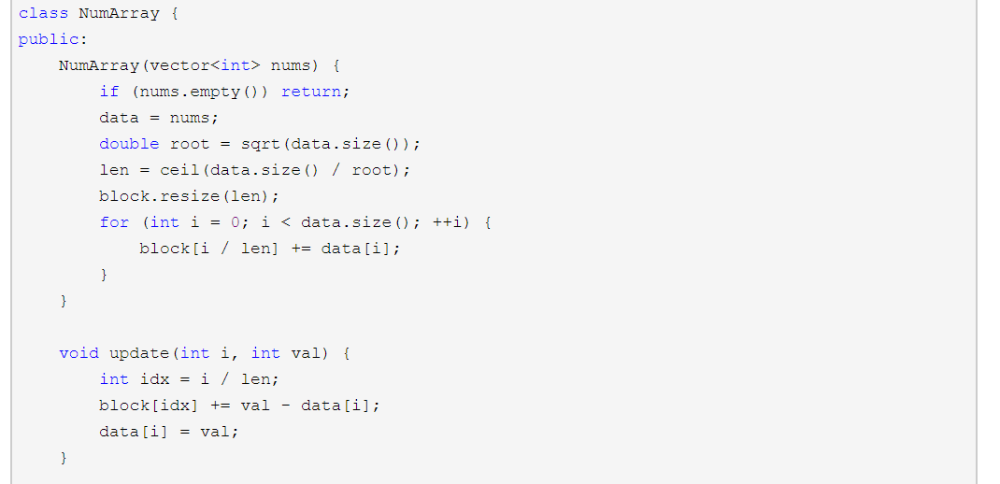 class NumArray {
public:
    NumArray(vector<int> nums) {
        if (nums.empty()) return;
        data = nums;
        double root = sqrt(data.size());
        len = ceil(data.size() / root);
        block.resize(len);
        for (int i = 0; i < data.size(); ++i) {
            block[i / len] += data[i];
        }
    }
    void update(int i, int val) {
        int idx = i / len;
        block[idx] += val - data[i];
        data[i] = val;
    }